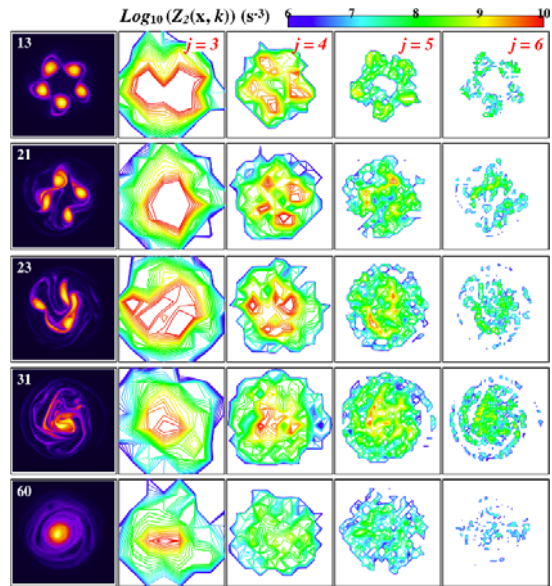 Log₁₀ (Z₂(x, k)) (s⁻³) 6 7 8 9 10
13 j = 3 j = 4 j = 5 j = 6
21
23
31
60